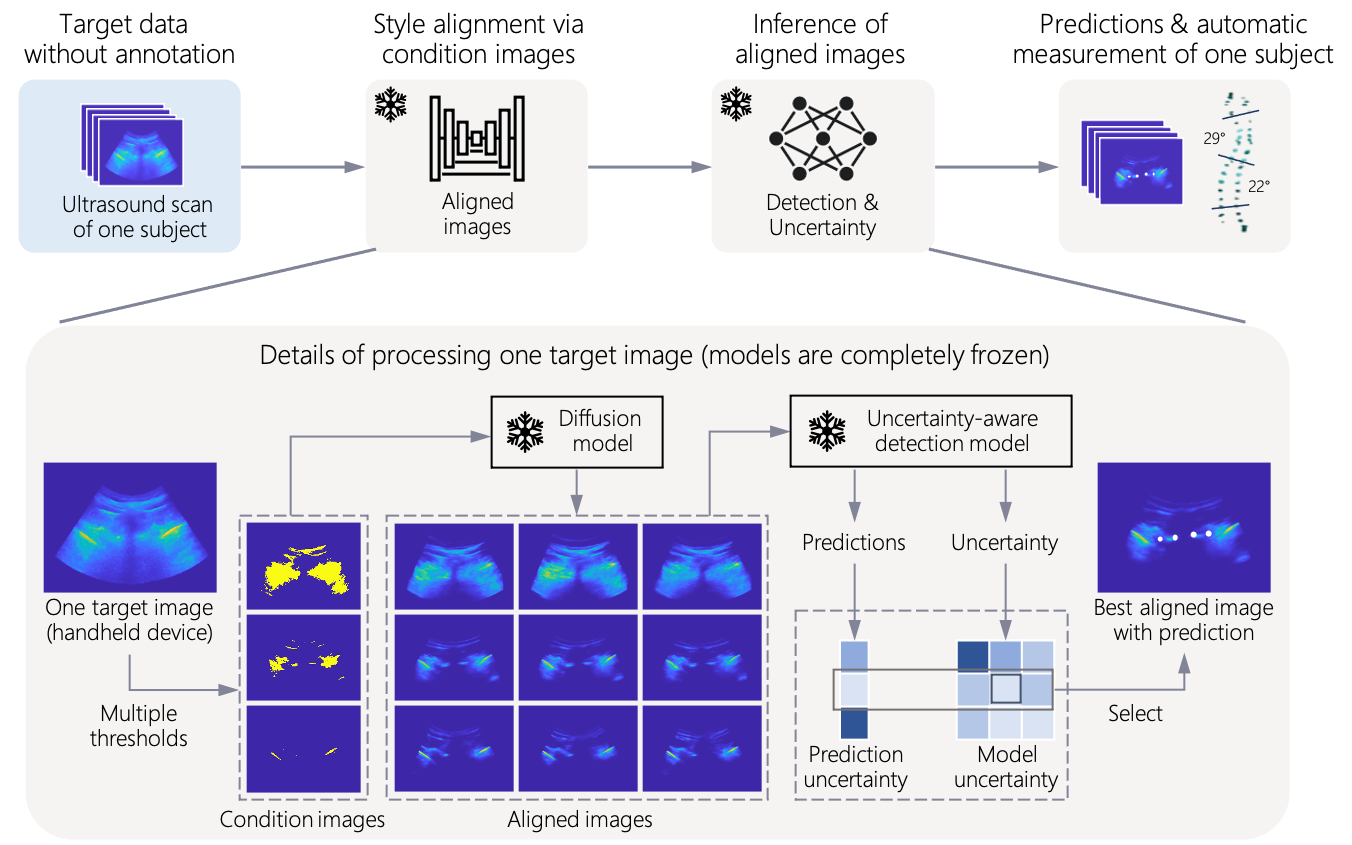 Target data
without annotation
Style alignment via
condition images
Inference of
aligned images
Predictions & automatic
measurement of one subject
Ultrasound scan
of one subject
Aligned
images
Detection &
Uncertainty
29°
22°
Details of processing one target image (models are completely frozen)
Diffusion
model
Uncertainty-aware
detection model
Predictions
Uncertainty
One target image
(handheld device)
Multiple
thresholds
Best aligned image
with prediction
Select
Prediction
uncertainty
Model
uncertainty
Condition images
Aligned images